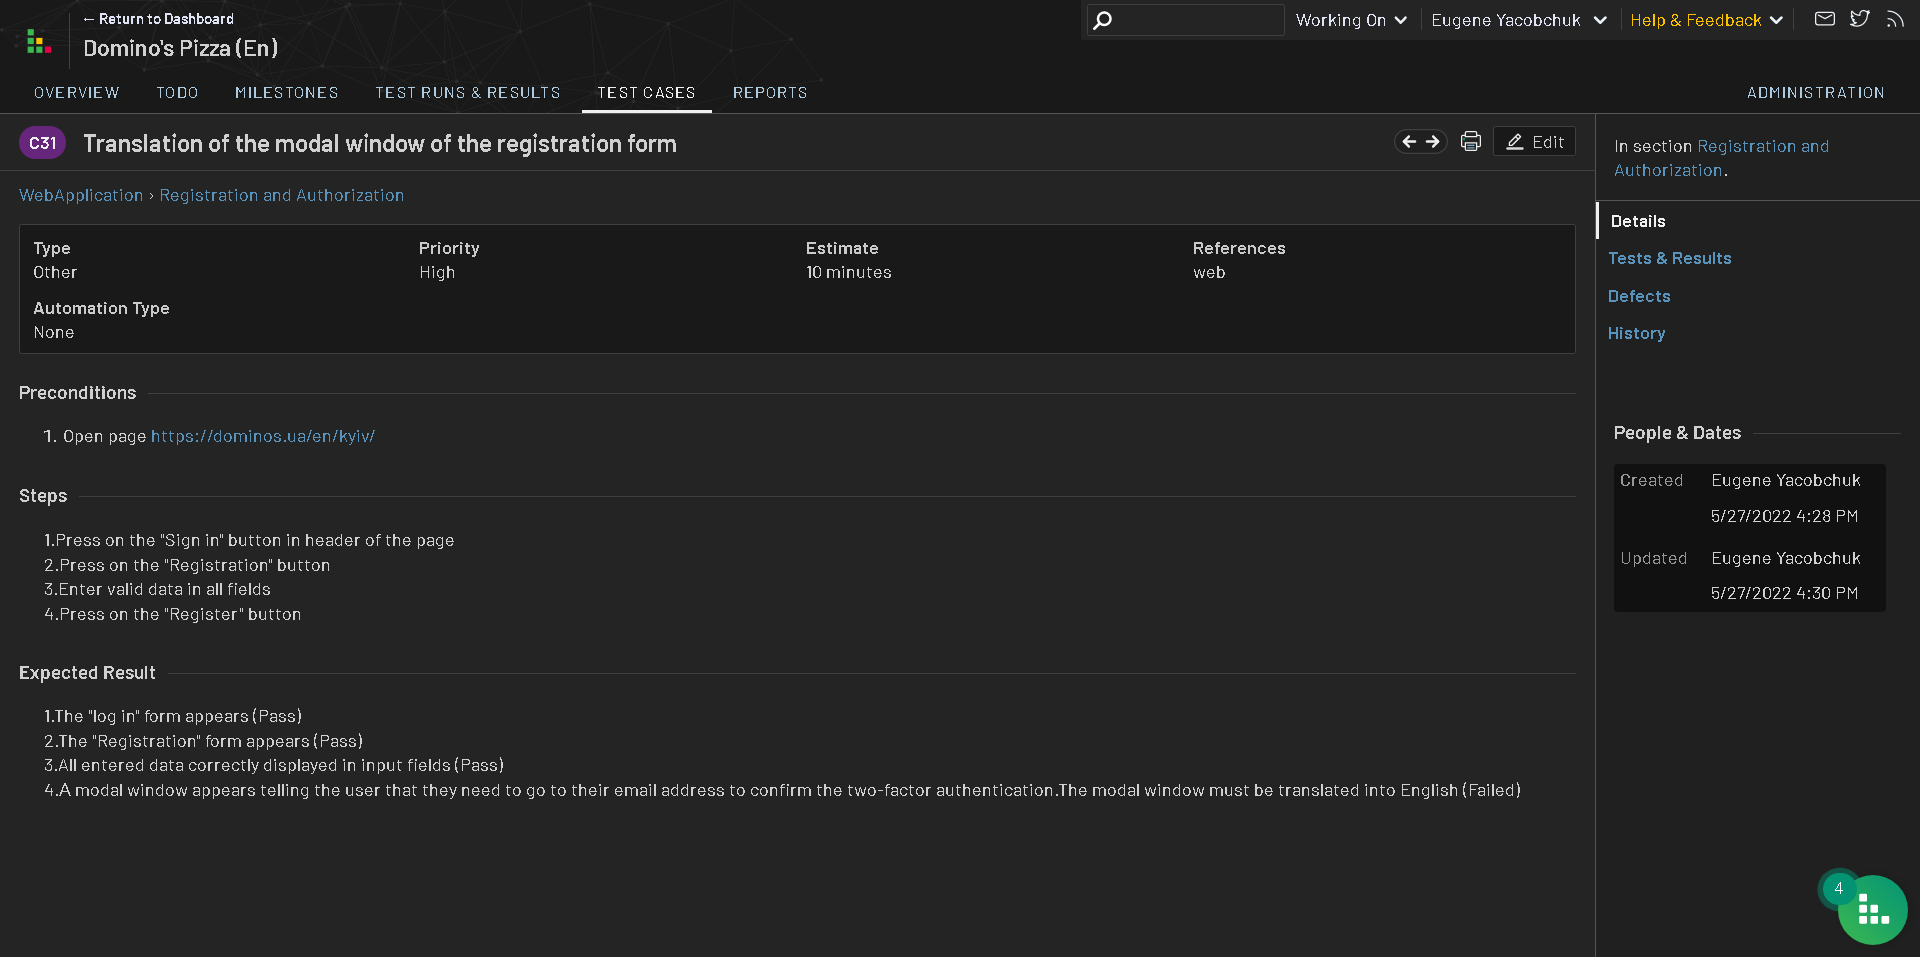 ← Return to Dashboard
Domino's Pizza (En)
Working On
Eugene Yacobchuk
Help & Feedback
OVERVIEW
TODO
MILESTONES
TEST RUNS & RESULTS
TEST CASES
REPORTS
ADMINISTRATION
C31
Translation of the modal window of the registration form
Edit
WebApplication › Registration and Authorization
Type
Other
Priority
High
Estimate
10 minutes
References
web
Automation Type
None
Preconditions
1. Open page https://dominos.ua/en/kyiv/
Steps
1.Press on the "Sign in" button in header of the page
2.Press on the "Registration" button
3.Enter valid data in all fields
4.Press on the "Register" button
Expected Result
1.The "log in" form appears (Pass)
2.The "Registration" form appears (Pass)
3.All entered data correctly displayed in input fields (Pass)
4.A modal window appears telling the user that they need to go to their email address to confirm the two-factor authentication.The modal window must be translated into English (Failed)
In section Registration and
Authorization.
Details
Tests & Results
Defects
History
People & Dates
Created
Eugene Yacobchuk
5/27/2022 4:28 PM
Updated
Eugene Yacobchuk
5/27/2022 4:30 PM
4